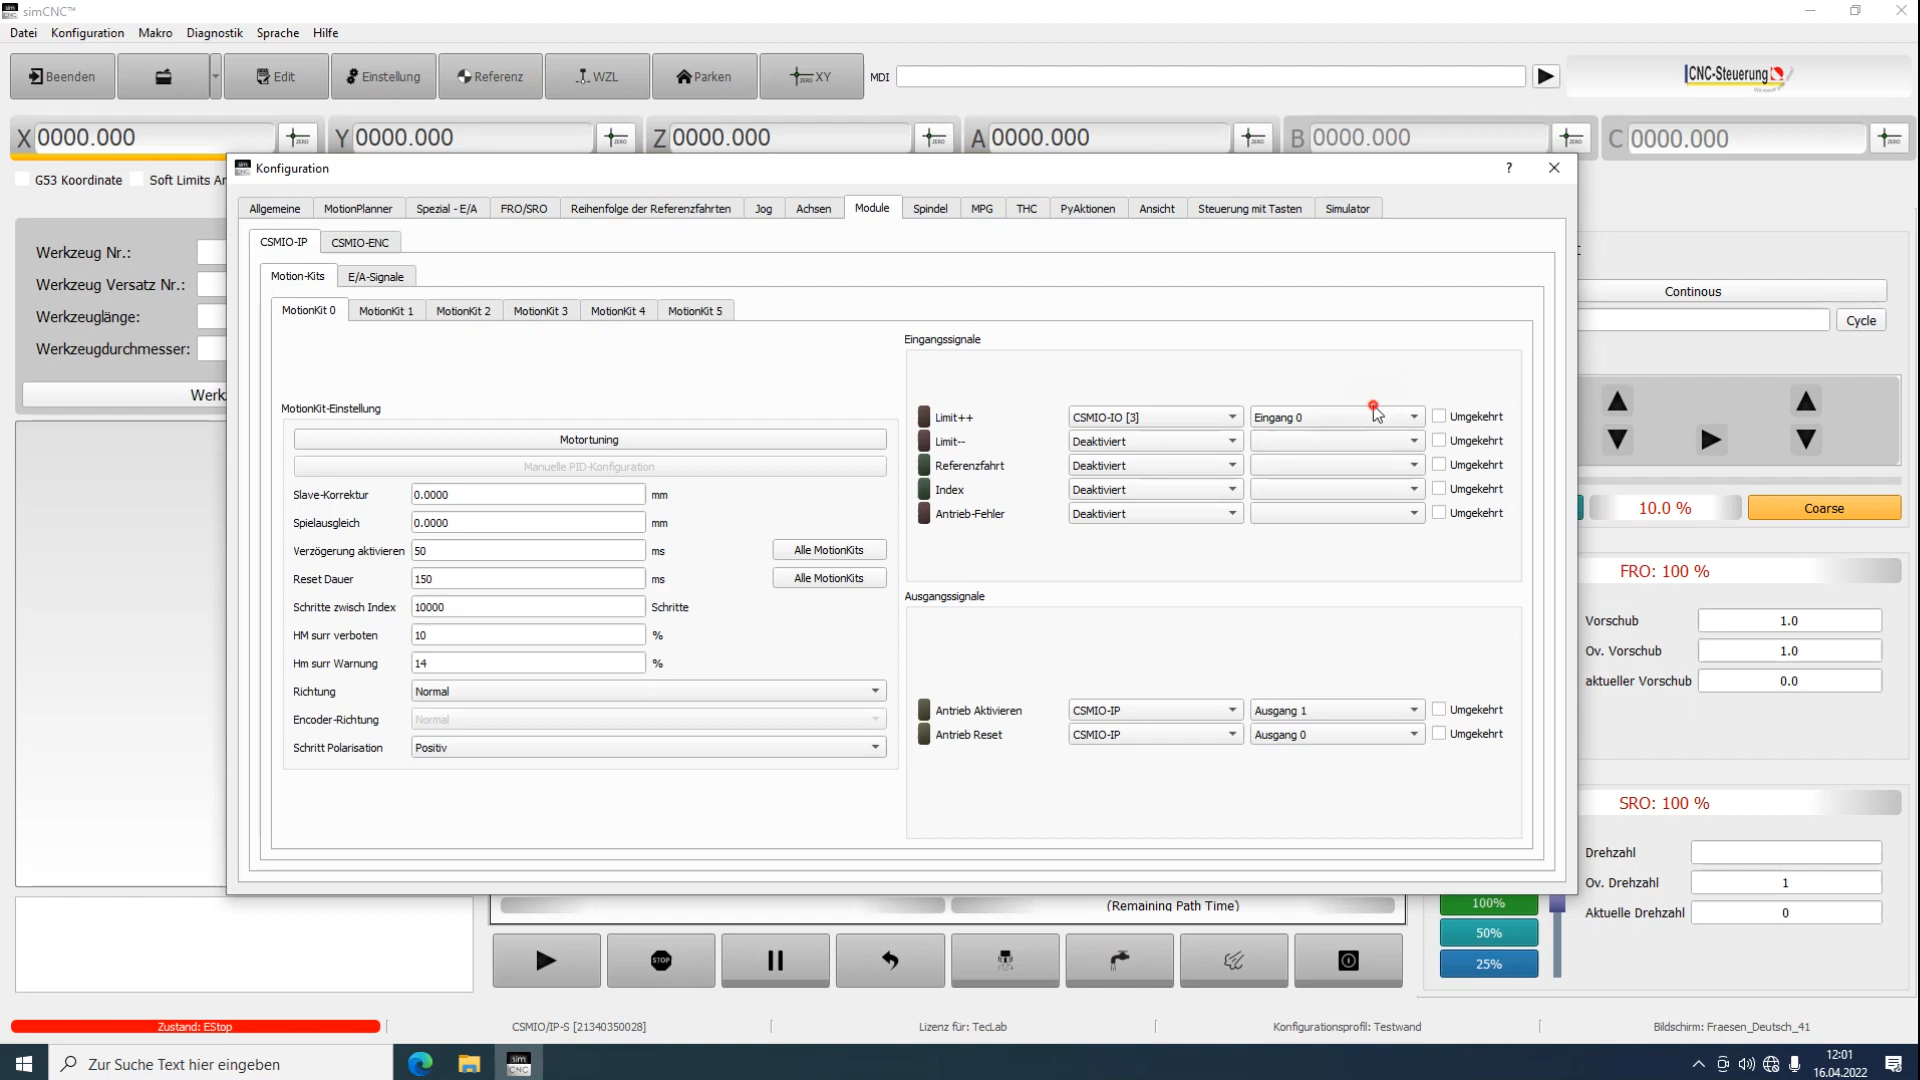 simCNC™
Datei Konfiguration Makro Diagnostik Sprache Hilfe
Beenden Edit Einstellung Referenz WZL Parken XY MDI CNC-Steuerung
X 0000.000 Y 0000.000 Z 0000.000 A 0000.000 B 0000.000 C 0000.000
G53 Koordinate Soft Limits
Konfiguration
Allgemeine MotionPlanner Spezial - E/A FRO/SRO Reihenfolge der Referenzfahrten Jog Achsen Module Spindel MPG THC PyAktionen Ansicht Steuerung mit Tasten Simulator
CSMIO-IP CSMIO-ENC
Motion-Kits E/A-Signale
MotionKit 0 MotionKit 1 MotionKit 2 MotionKit 3 MotionKit 4 MotionKit 5
Werkzeug Nr.:
Werkzeug Versatz Nr.:
Werkzeuglänge:
Werkzeugdurchmesser:
MotionKit-Einstellung
Motortuning
Manuelle PID-Konfiguration
Slave-Korrektur 0.0000 mm
Spielausgleich 0.0000 mm
Verzögerung aktivieren 50 ms Alle MotionKits
Reset Dauer 150 ms Alle MotionKits
Schritte zwisch Index 10000 Schritte
HM surr verboten 10 %
Hm surr Warnung 14 %
Richtung Normal
Encoder-Richtung Normal
Schritt Polarisation Positiv
Eingangssignale
Limit++ CSMIO-IO [3] Eingang 0 Umgekehrt
Limit-- Deaktiviert Umgekehrt
Referenzfahrt Deaktiviert Umgekehrt
Index Deaktiviert Umgekehrt
Antrieb-Fehler Deaktiviert Umgekehrt
Ausgangssignale
Antrieb Aktivieren CSMIO-IP Ausgang 1 Umgekehrt
Antrieb Reset CSMIO-IP Ausgang 0 Umgekehrt
Continous
Cycle
10.0 % Coarse
FRO: 100 %
Vorschub 1.0
Ov. Vorschub 1.0
aktueller Vorschub 0.0
SRO: 100 %
Drehzahl
Ov. Drehzahl 1
Aktuelle Drehzahl 0
(Remaining Path Time)
100%
50%
25%
STOP
Zustand: EStop CSMIO/IP-S [21340350028] Lizenz für: TecLab Konfigurationsprofil: Testwand Bildschirm: Fraesen_Deutsch_41
Zur Suche Text hier eingeben
12:01
16.04.2022